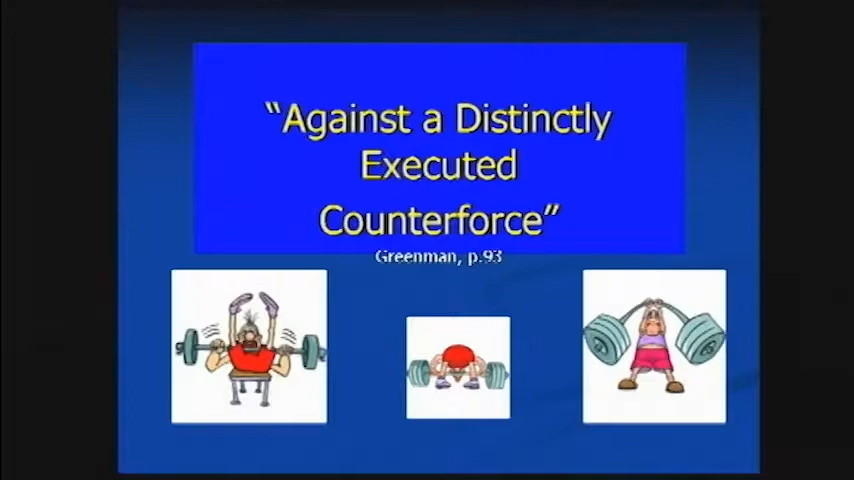 “Against a Distinctly
Executed
Counterforce”
Greenman, p.93